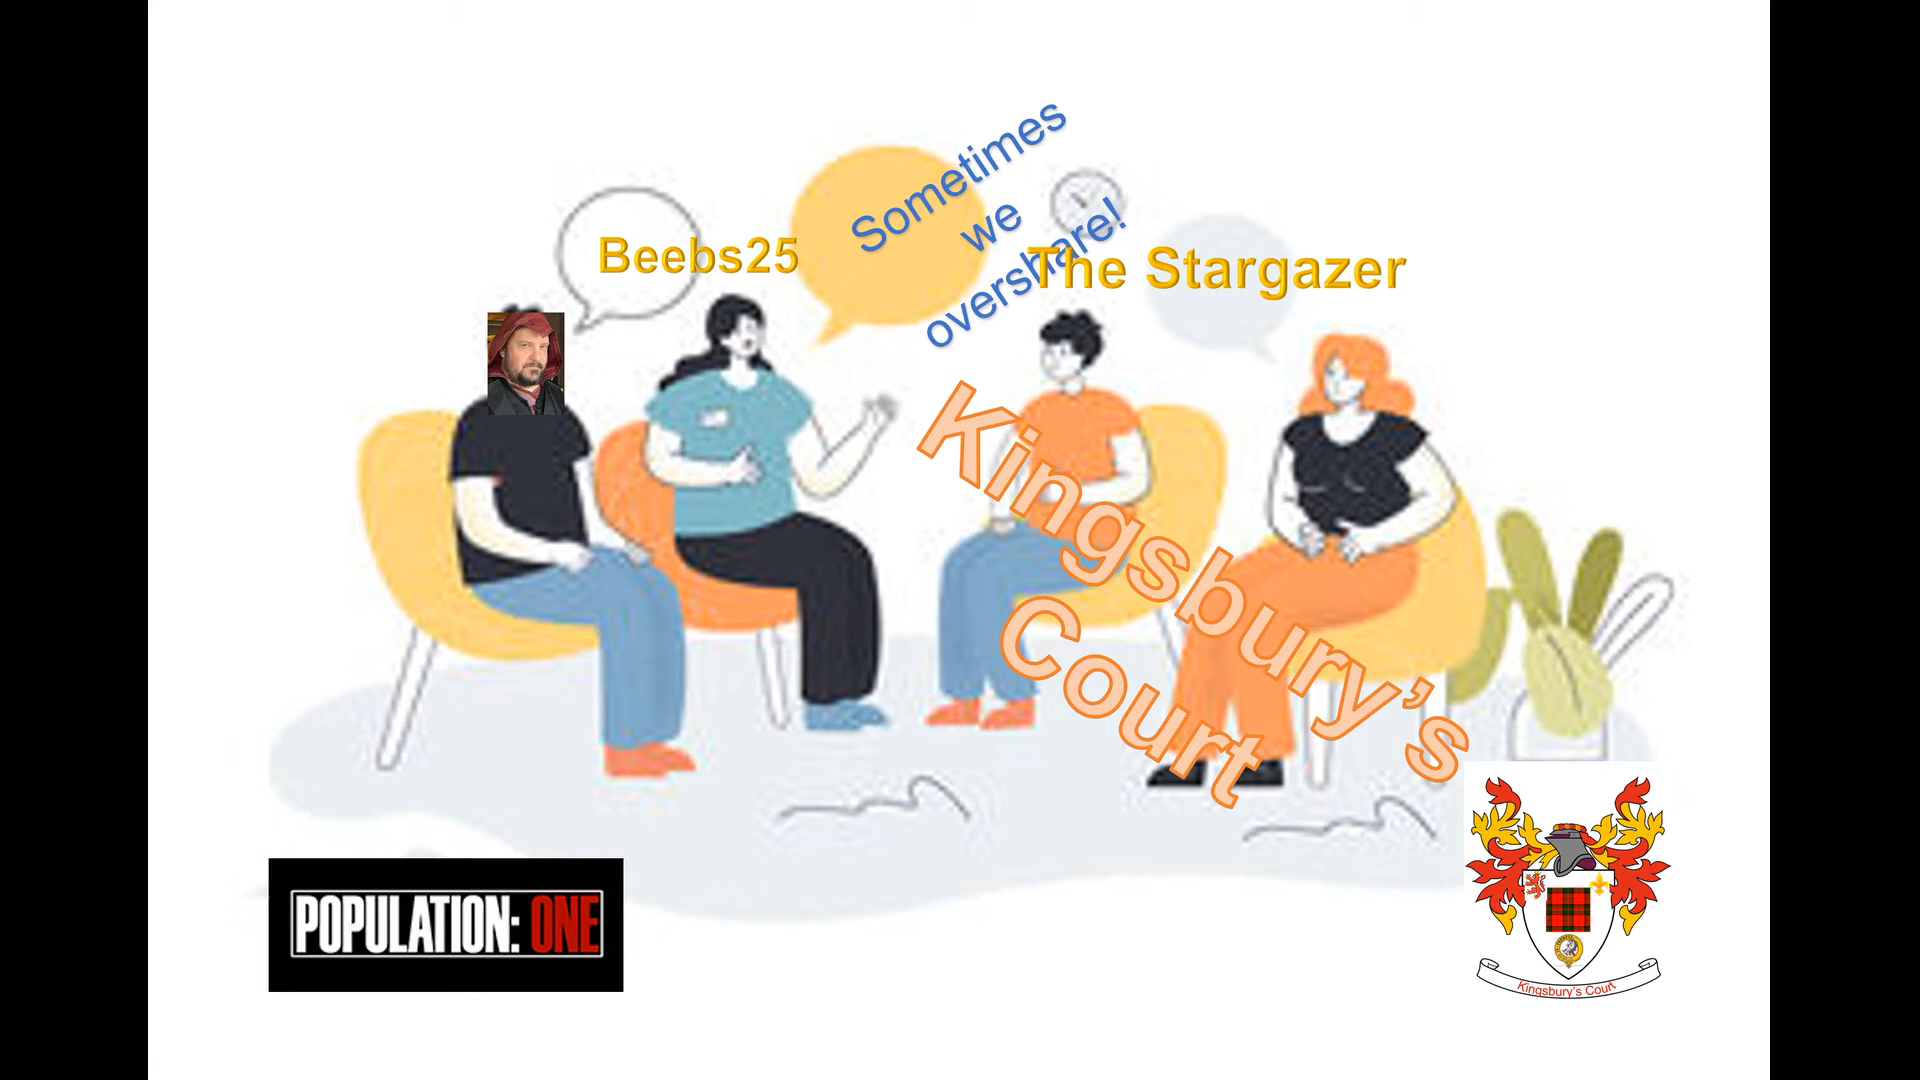 Sometimes
we
overshare!
Beebs25
The Stargazer
Kingsbury's
Court
POPULATION: ONE
Kingsbury's Court